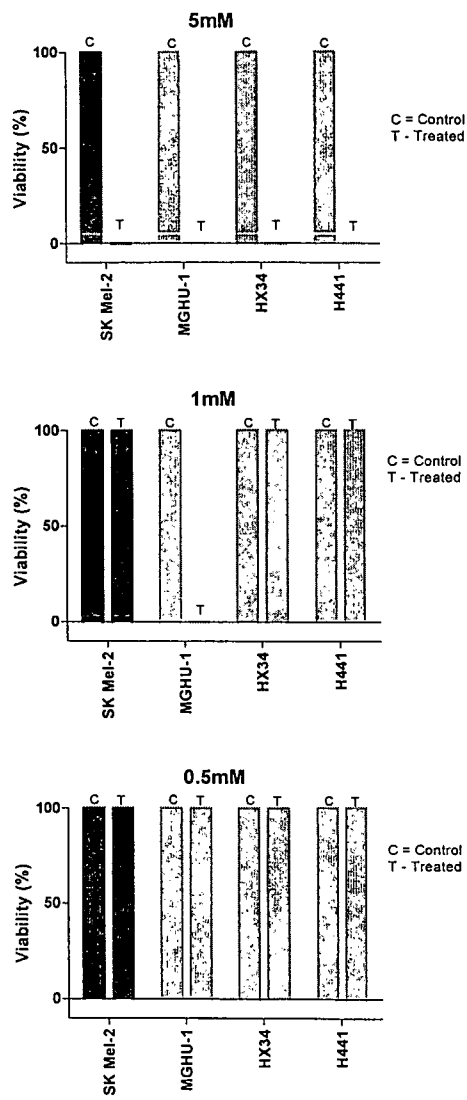 5mM
C C C C
100
50
0
Viability (%)
T T T T
C = Control
T - Treated
SK Mel-2
MGHU-1
HX34
H441
1mM
C T C C T C T
100
50
0
Viability (%)
T
C = Control
T - Treated
SK Mel-2
MGHU-1
HX34
H441
0.5mM
C T C T C T C T
100
50
0
Viability (%)
C = Control
T - Treated
SK Mel-2
MGHU-1
HX34
H441